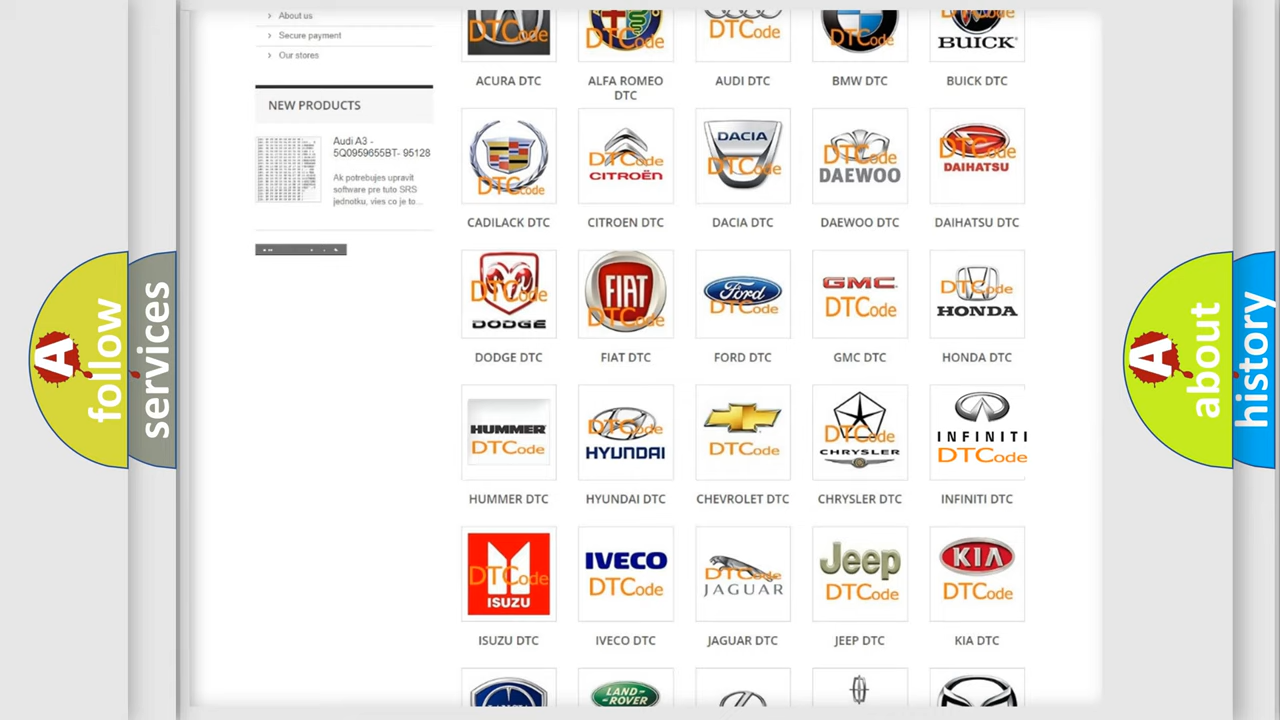 About us
Secure payment
Our stores
NEW PRODUCTS
Audi A3 -
5Q0959655BT- 95128
Ak potrebujes upravit
software pre tuto SRS
jednotku, vies co je to...
DTCode
DTCode
DTCode
DTCode
BUICK
ACURA DTC
ALFA ROMEO
DTC
AUDI DTC
BMW DTC
BUICK DTC
DTCode
DTCode
CITROËN
DACIA
DTCode
DTCode
DAEWOO
DTCode
DAIHATSU
CADILACK DTC
CITROEN DTC
DACIA DTC
DAEWOO DTC
DAIHATSU DTC
DTCode
DODGE
FIAT
DTCode
Ford
DTCode
GMC
DTCode
DTCode
HONDA
DODGE DTC
FIAT DTC
FORD DTC
GMC DTC
HONDA DTC
HUMMER
DTCode
DTCode
HYUNDAI
DTCode
DTCode
CHRYSLER
INFINITI
DTCode
HUMMER DTC
HYUNDAI DTC
CHEVROLET DTC
CHRYSLER DTC
INFINITI DTC
DTCode
ISUZU
IVECO
DTCode
DTCode
JAGUAR
Jeep
DTCode
KIA
DTCode
ISUZU DTC
IVECO DTC
JAGUAR DTC
JEEP DTC
KIA DTC
LAND-
ROVER
A follow
services
A about
history